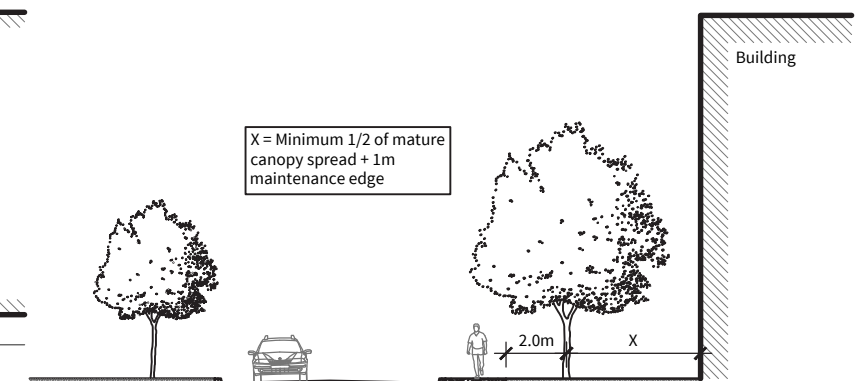 Building
X = Minimum 1/2 of mature
canopy spread + 1m
maintenance edge
2.0m
X